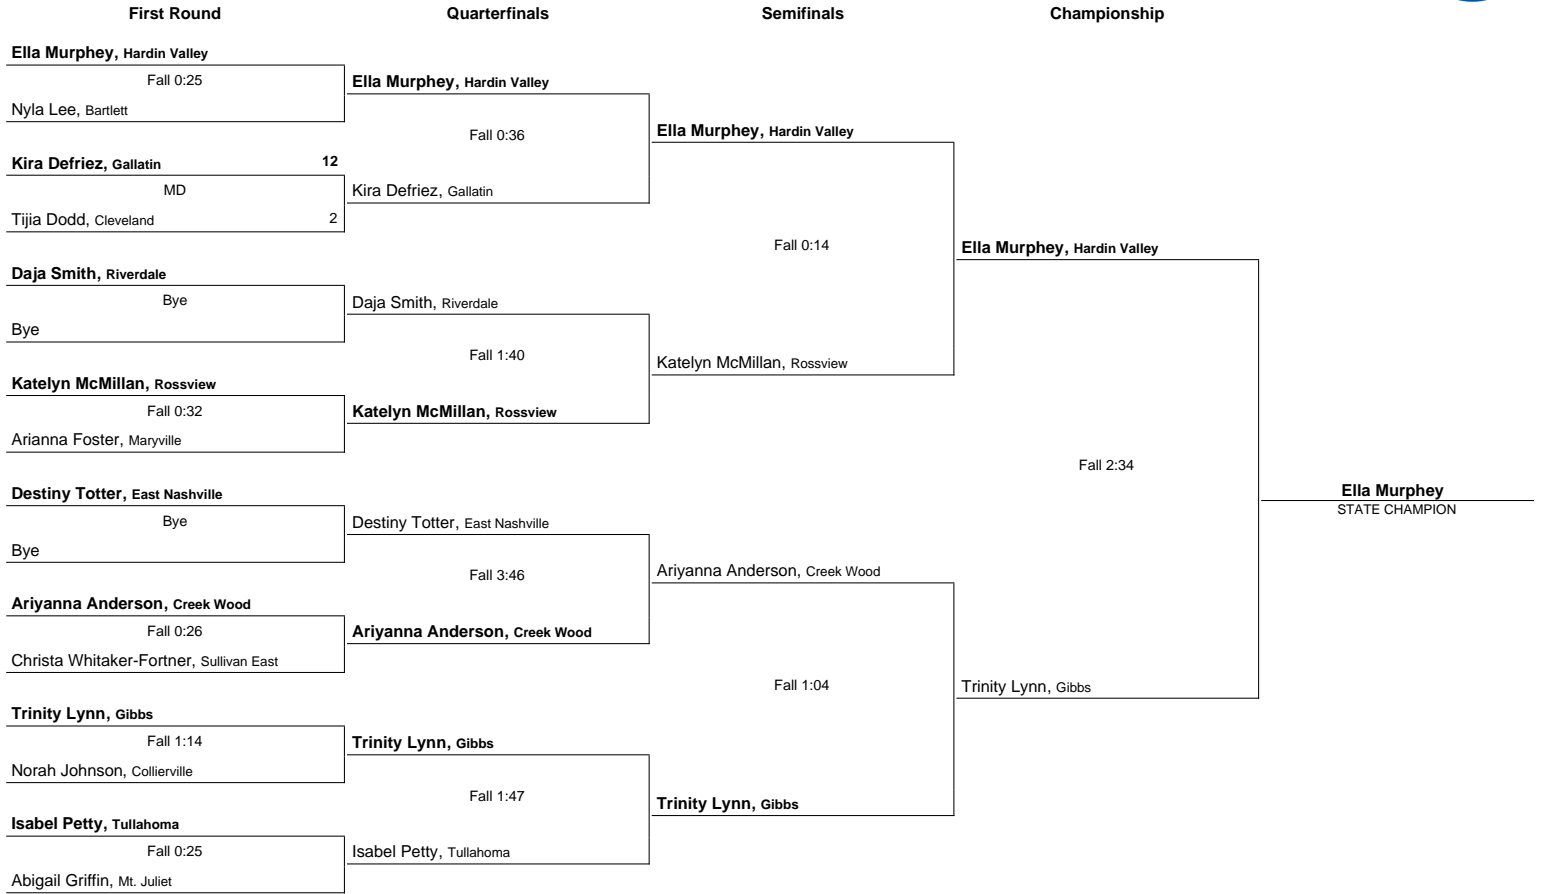 First Round Quarterfinals Semifinals Championship
Ella Murphey, Hardin Valley
Fall 0:25
Nyla Lee, Bartlett
Kira Defriez, Gallatin 12
MD
Tijia Dodd, Cleveland 2
Daja Smith, Riverdale
Bye
Bye
Katelyn McMillan, Rossview
Fall 0:32
Arianna Foster, Maryville
Destiny Totter, East Nashville
Bye
Bye
Ariyanna Anderson, Creek Wood
Fall 0:26
Christa Whitaker-Fortner, Sullivan East
Trinity Lynn, Gibbs
Fall 1:14
Norah Johnson, Collierville
Isabel Petty, Tullahoma
Fall 0:25
Abigail Griffin, Mt. Juliet
Ella Murphey, Hardin Valley
Fall 0:36
Kira Defriez, Gallatin
Daja Smith, Riverdale
Fall 1:40
Katelyn McMillan, Rossview
Destiny Totter, East Nashville
Fall 3:46
Ariyanna Anderson, Creek Wood
Trinity Lynn, Gibbs
Fall 1:47
Isabel Petty, Tullahoma
Ella Murphey, Hardin Valley
Fall 0:14
Katelyn McMillan, Rossview
Ariyanna Anderson, Creek Wood
Fall 1:04
Trinity Lynn, Gibbs
Ella Murphey, Hardin Valley
Fall 2:34
Trinity Lynn, Gibbs
Ella Murphey
STATE CHAMPION